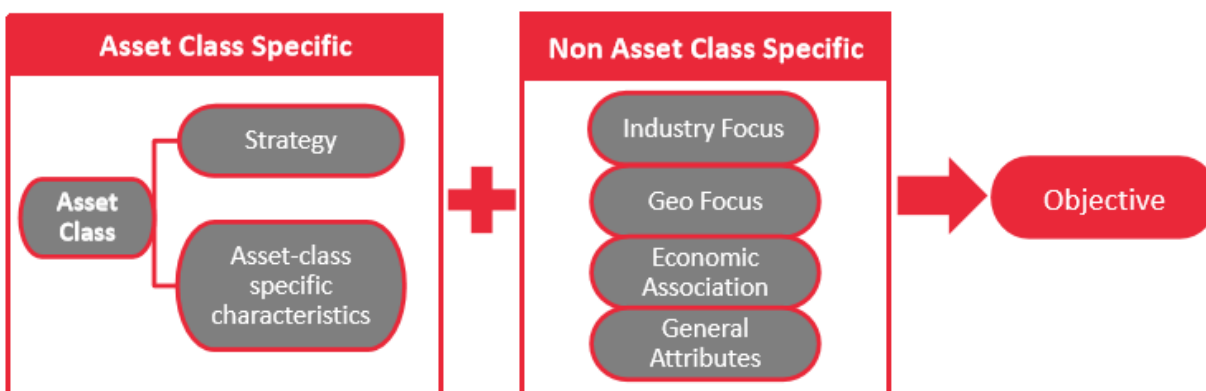 Asset Class Specific
Asset
Class
Strategy
Asset-class
specific
characteristics
Non Asset Class Specific
Industry Focus
Geo Focus
Economic
Association
General
Attributes
Objective